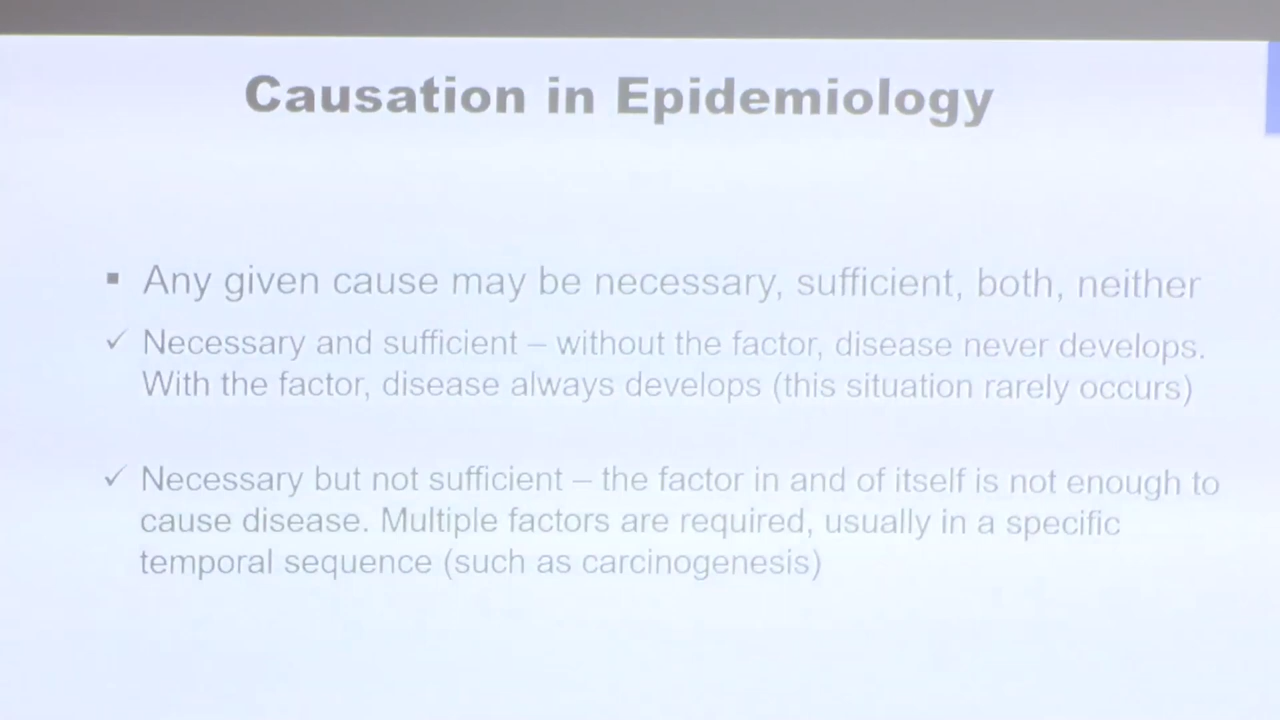 Causation in Epidemiology
▪ Any given cause may be necessary, sufficient, both, neither
✓ Necessary and sufficient – without the factor, disease never develops.
With the factor, disease always develops (this situation rarely occurs)
✓ Necessary but not sufficient – the factor in and of itself is not enough to
cause disease. Multiple factors are required, usually in a specific
temporal sequence (such as carcinogenesis)